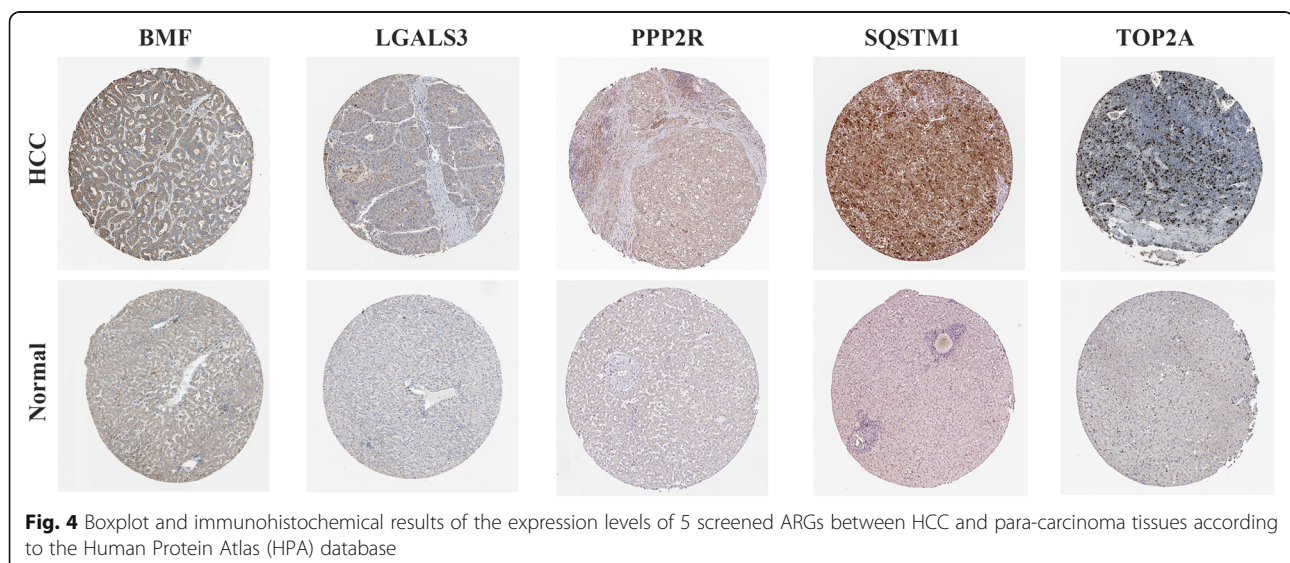 BMF LGALS3 PPP2R SQSTM1 TOP2A
HCC
Normal
Fig. 4 Boxplot and immunohistochemical results of the expression levels of 5 screened ARGs between HCC and para-carcinoma tissues according
to the Human Protein Atlas (HPA) database